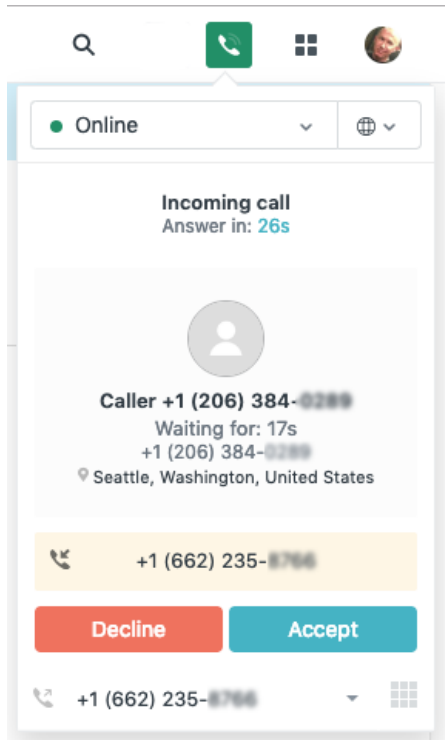 Online
Incoming call
Answer in: 26s
Caller +1 (206) 384-
Waiting for: 17s
+1 (206) 384-
Seattle, Washington, United States
+1 (662) 235-
Decline
Accept
+1 (662) 235-